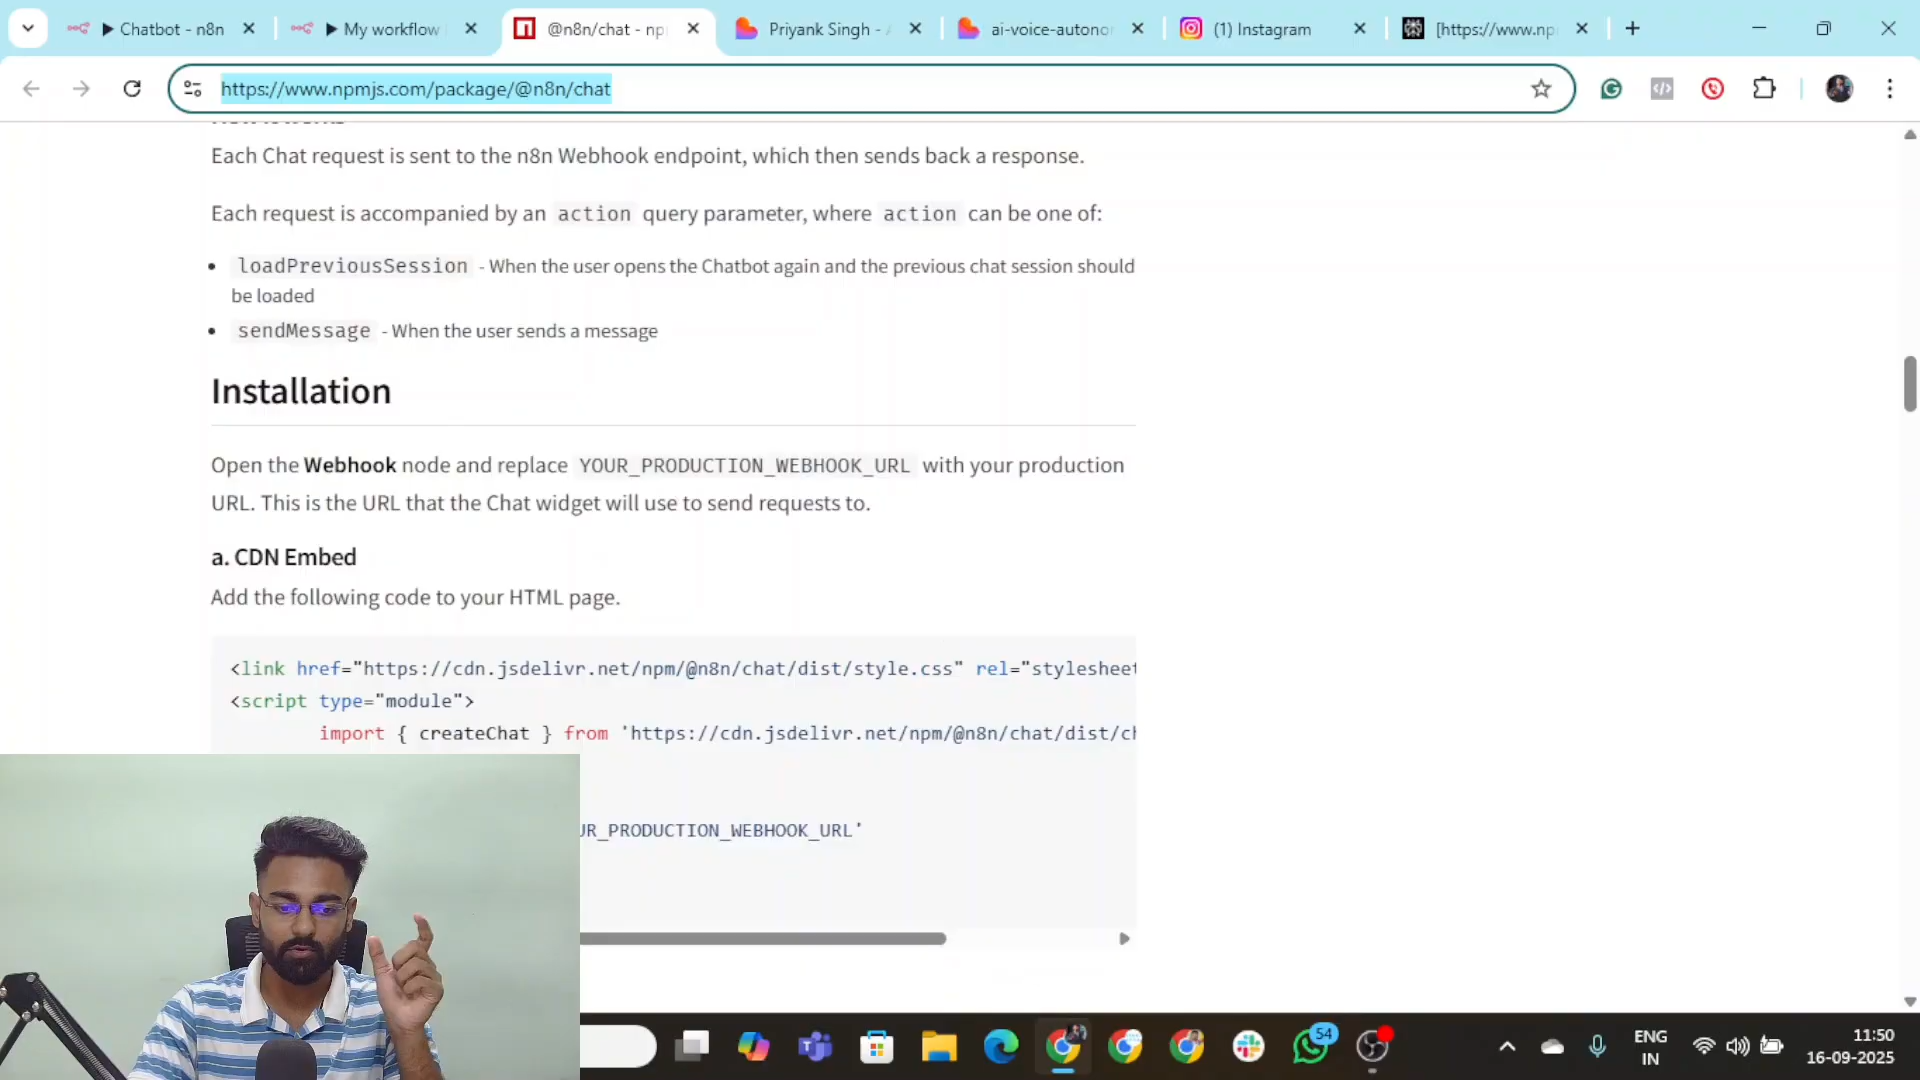 Chatbot - n8n
My workflow
@n8n/chat - np
Priyank Singh -
ai-voice-autono
(1) Instagram
[https://www.np
https://www.npmjs.com/package/@n8n/chat
Each Chat request is sent to the n8n Webhook endpoint, which then sends back a response.
Each request is accompanied by an action query parameter, where action can be one of:
loadPreviousSession - When the user opens the Chatbot again and the previous chat session should
be loaded
sendMessage - When the user sends a message
Installation
Open the Webhook node and replace YOUR_PRODUCTION_WEBHOOK_URL with your production
URL. This is the URL that the Chat widget will use to send requests to.
a. CDN Embed
Add the following code to your HTML page.
<link href="https://cdn.jsdelivr.net/npm/@n8n/chat/dist/style.css" rel="stylesheet
<script type="module">
import { createChat } from 'https://cdn.jsdelivr.net/npm/@n8n/chat/dist/ch
UR_PRODUCTION_WEBHOOK_URL'
54
ENG
IN
11:50
16-09-2025